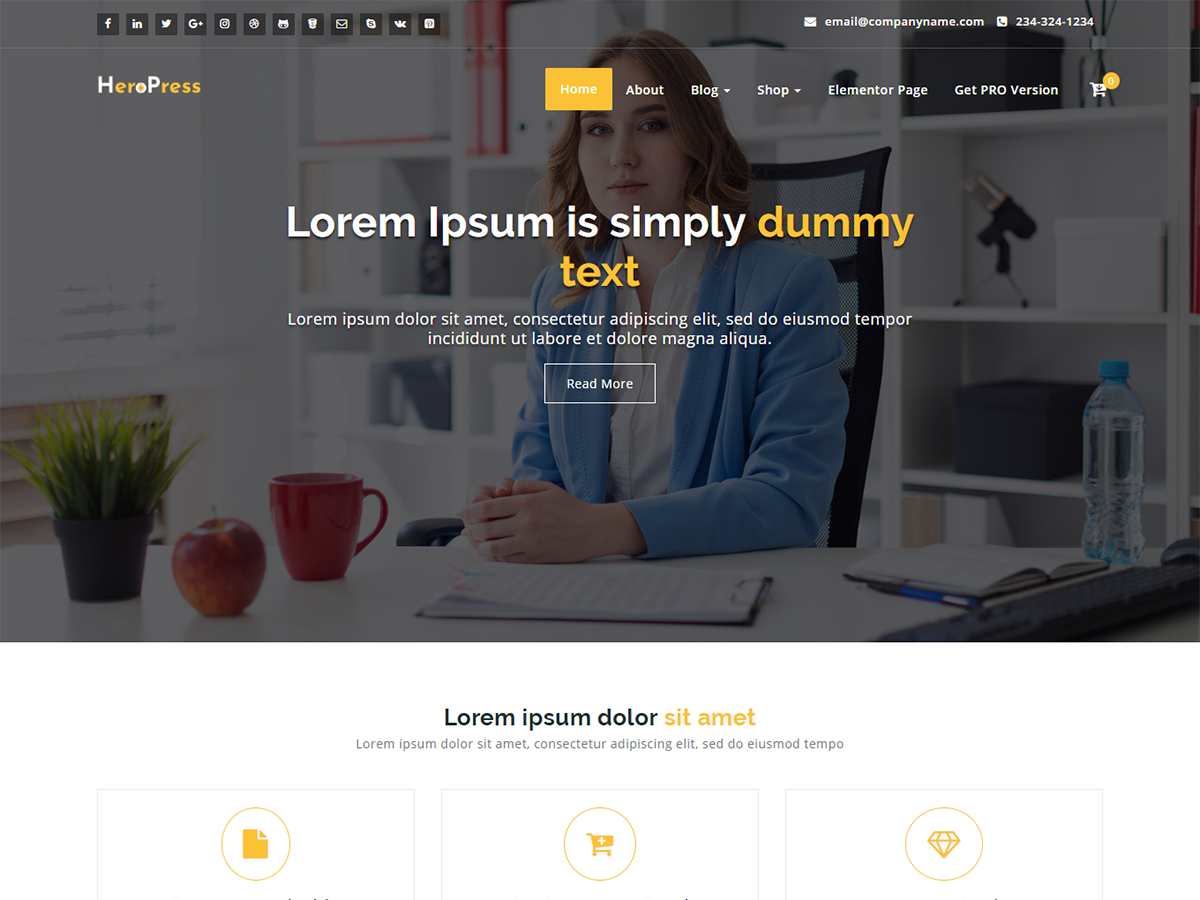 email@companyname.com 234-324-1234
HeroPress
Home About Blog Shop Elementor Page Get PRO Version 0
Lorem Ipsum is simply dummy
text
Lorem ipsum dolor sit amet, consectetur adipiscing elit, sed do eiusmod tempor
incididunt ut labore et dolore magna aliqua.
Read More
Lorem ipsum dolor sit amet
Lorem ipsum dolor sit amet, consectetur adipiscing elit, sed do eiusmod tempo